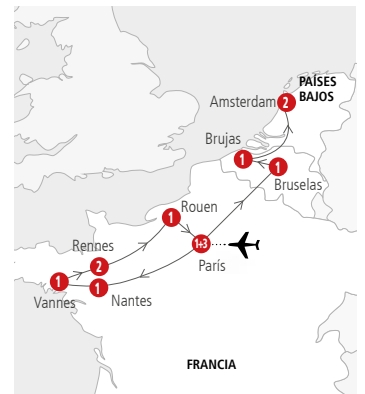 PAÍSES
BAJOS
Amsterdam
2
Brujas
1
1
Bruselas
Rouen
1
1+3
París
Rennes
2
1
Vannes
1
Nantes
FRANCIA